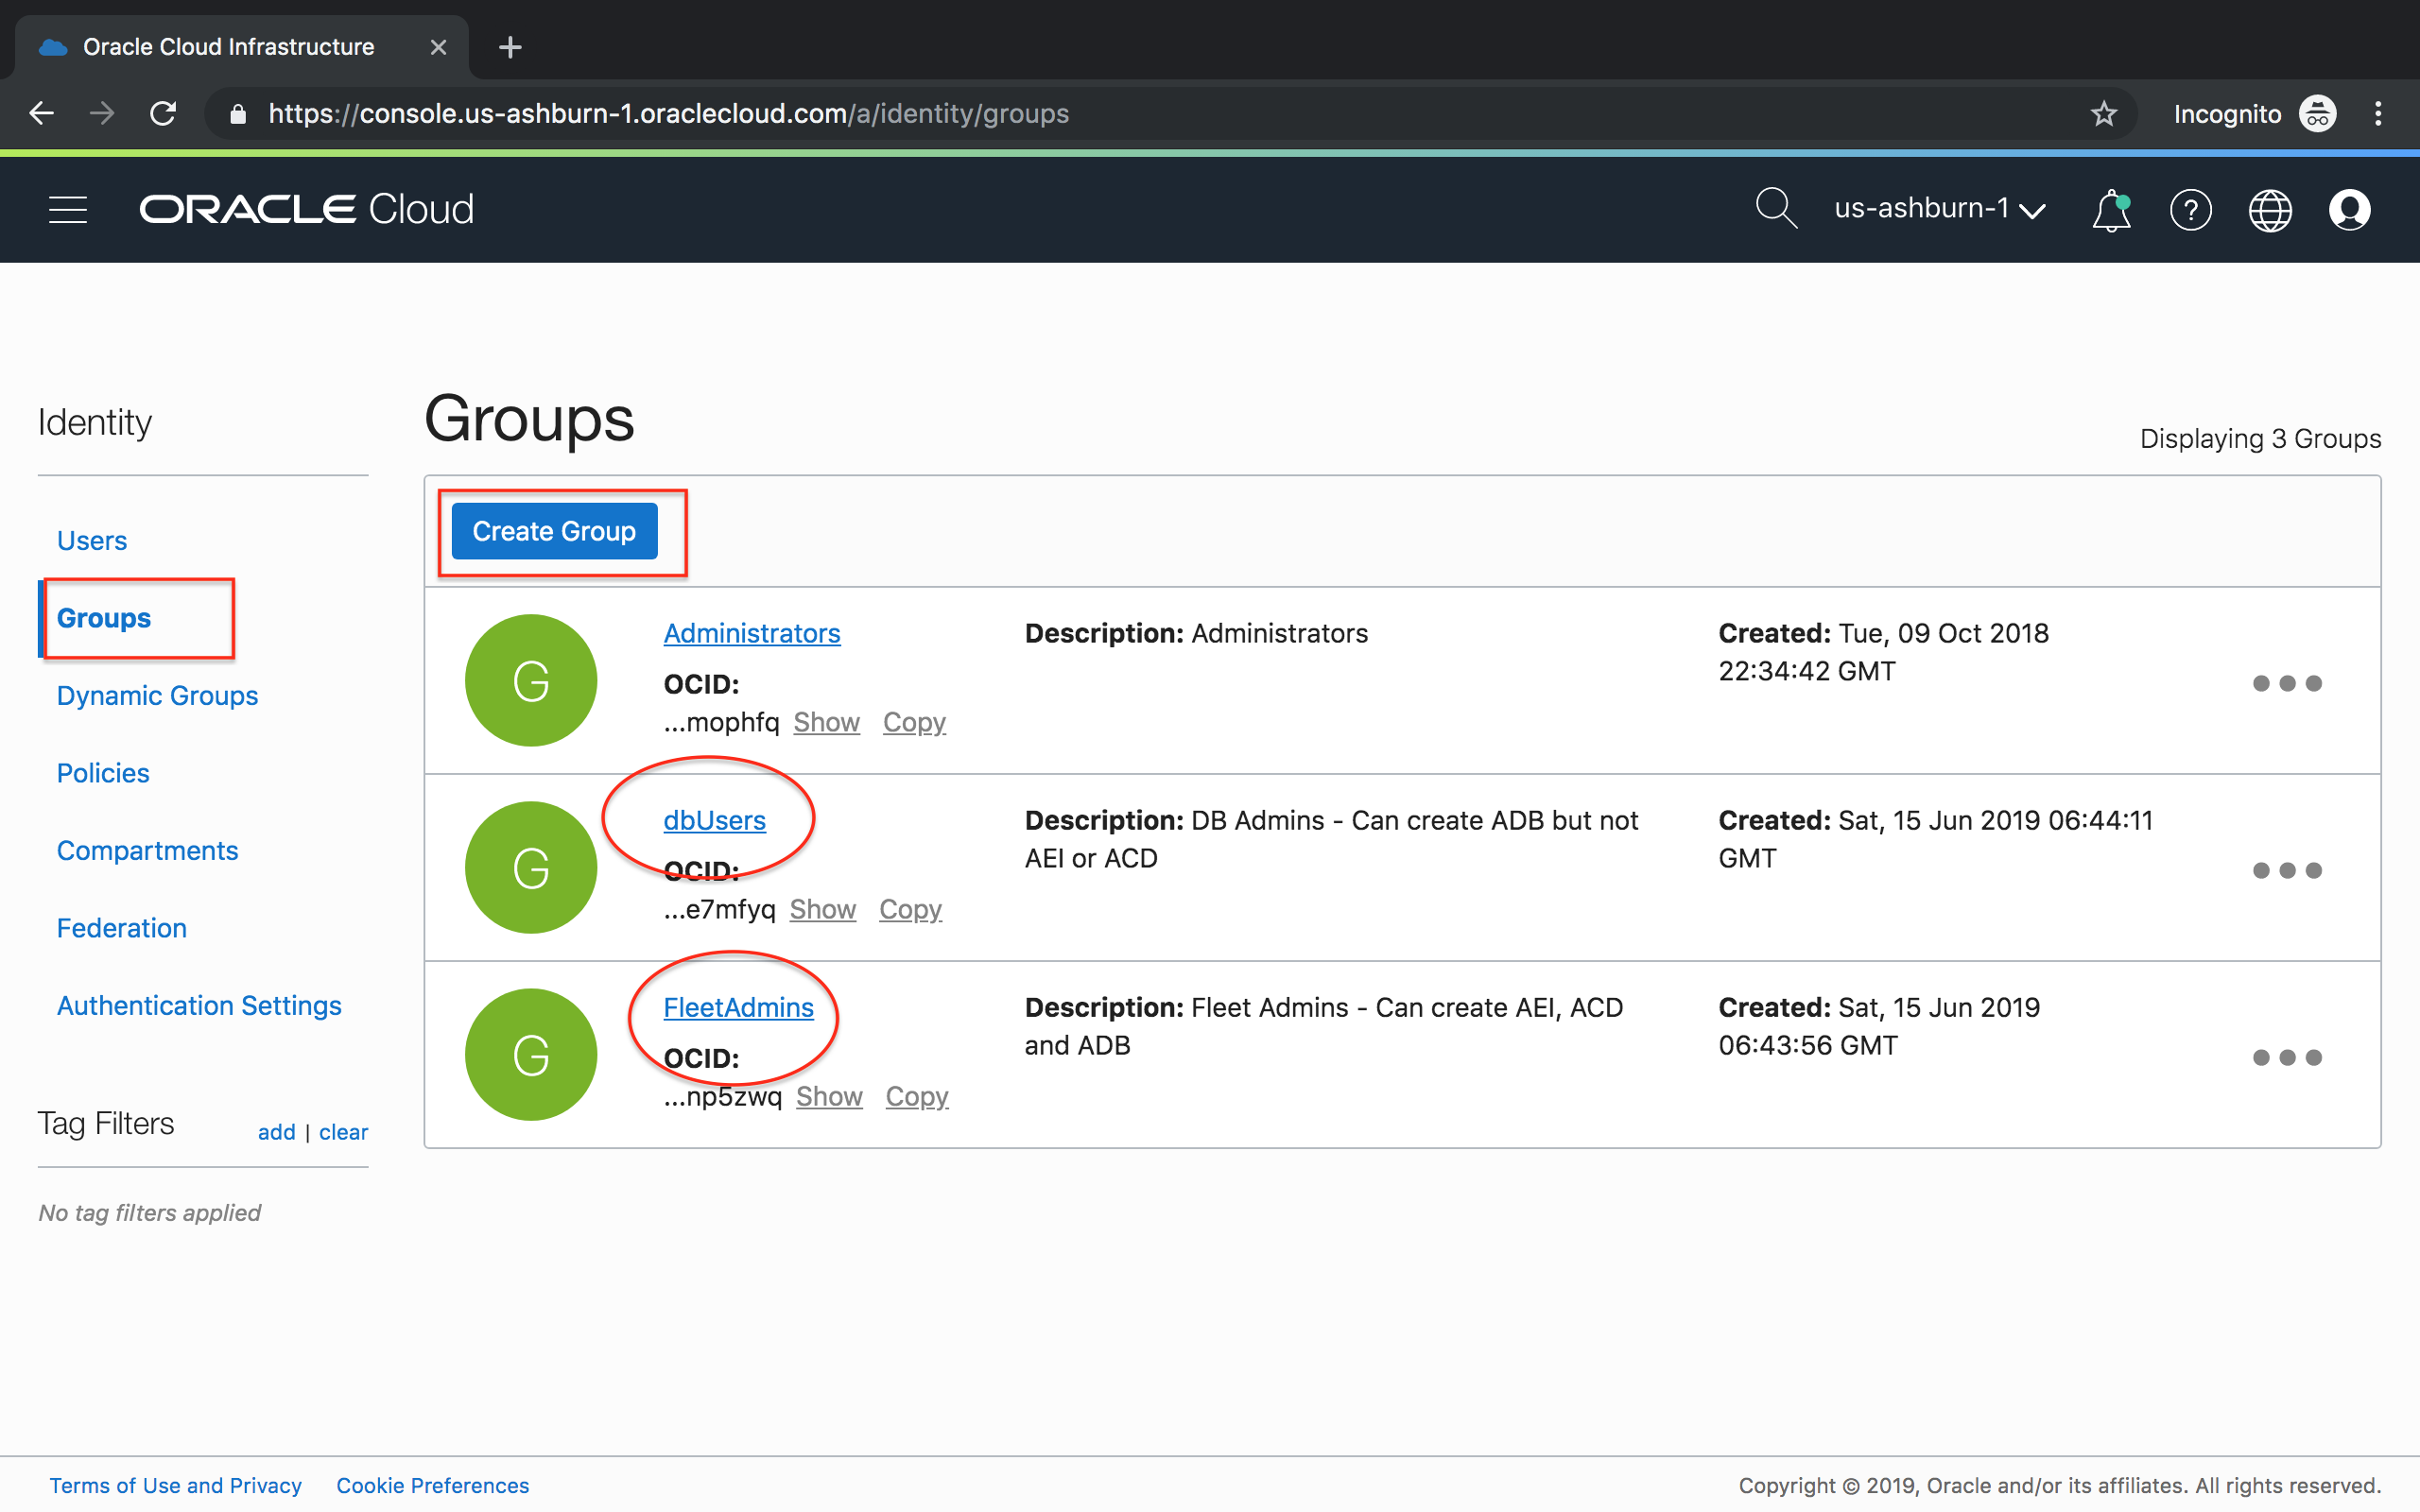 Oracle Cloud Infrastructure
https://console.us-ashburn-1.oraclecloud.com/a/identity/groups
Incognito
ORACLE Cloud
us-ashburn-1
?
Identity
Users
Groups
Dynamic Groups
Policies
Compartments
Federation
Authentication Settings
Tag Filters
add | clear
No tag filters applied
Groups
Displaying 3 Groups
Create Group
G
Administrators
OCID:
...mophfq Show Copy
Description: Administrators
Created: Tue, 09 Oct 2018
22:34:42 GMT
G
dbUsers
OCID:
...e7mfyq Show Copy
Description: DB Admins - Can create ADB but not
AEI or ACD
Created: Sat, 15 Jun 2019 06:44:11
GMT
G
FleetAdmins
OCID:
...np5zwq Show Copy
Description: Fleet Admins - Can create AEI, ACD
and ADB
Created: Sat, 15 Jun 2019
06:43:56 GMT
Terms of Use and Privacy Cookie Preferences
Copyright © 2019, Oracle and/or its affiliates. All rights reserved.